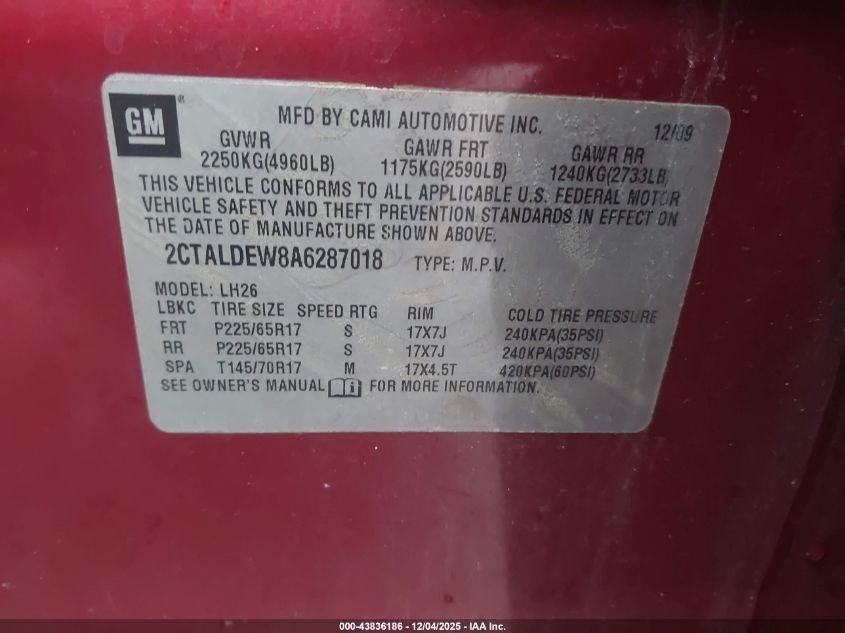 GM ®
MFD BY CAMI AUTOMOTIVE INC. 12/09
GVWR GAWR FRT GAWR RR
2250KG(4960LB) 1175KG(2590LB) 1240KG(2733LB)
THIS VEHICLE CONFORMS TO ALL APPLICABLE U.S. FEDERAL MOTOR
VEHICLE SAFETY AND THEFT PREVENTION STANDARDS IN EFFECT ON
THE DATE OF MANUFACTURE SHOWN ABOVE.
2CTALDEW8A6287018 TYPE: M.P.V.
MODEL: LH26
LBKC TIRE SIZE SPEED RTG RIM COLD TIRE PRESSURE
FRT P225/65R17 S 17X7J 240KPA(35PSI)
RR P225/65R17 S 17X7J 240KPA(35PSI)
SPA T145/70R17 M 17X4.5T 420KPA(60PSI)
SEE OWNER'S MANUAL FOR MORE INFORMATION.
000-43836186 - 12/04/2025 - IAA Inc.